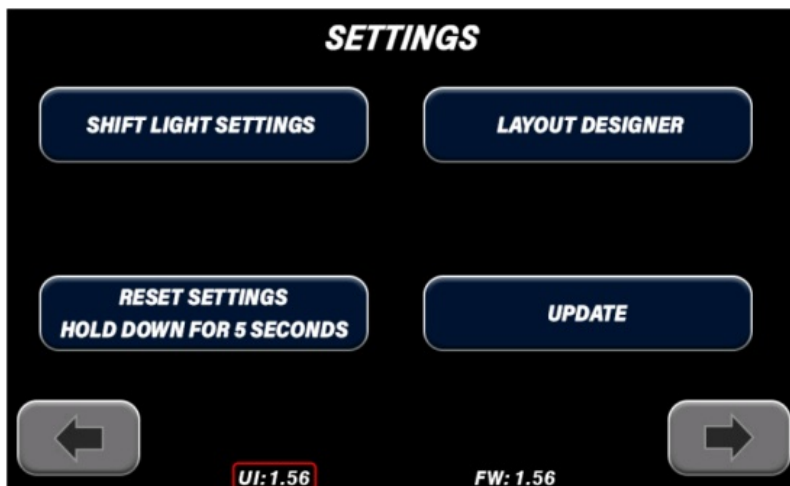 SETTINGS
SHIFT LIGHT SETTINGS
LAYOUT DESIGNER
RESET SETTINGS
HOLD DOWN FOR 5 SECONDS
UPDATE
UI:1.56
FW: 1.56